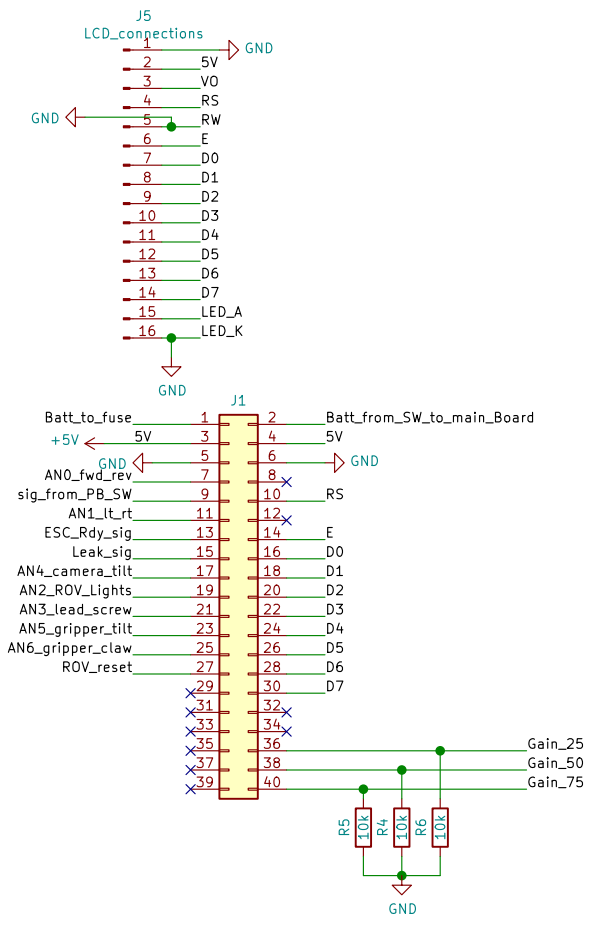 J5
LCD_connections
1 GND
2 5V
3 VO
4 RS
GND
5 RW
6 E
7 D0
8 D1
9 D2
10 D3
11 D4
12 D5
13 D6
14 D7
15 LED_A
16 LED_K
GND
J1
Batt_to_fuse 1 2 Batt_from_SW_to_main_Board
+5V 5V 3 4 5V
GND 5 6 GND
AN0_fwd_rev 7 8
sig_from_PB_SW 9 10 RS
AN1_lt_rt 11 12
ESC_Rdy_sig 13 14 E
Leak_sig 15 16 D0
AN4_camera_tilt 17 18 D1
AN2_ROV_Lights 19 20 D2
AN3_lead_screw 21 22 D3
AN5_gripper_tilt 23 24 D4
AN6_gripper_claw 25 26 D5
ROV_reset 27 28 D6
29 30 D7
31 32
33 34
35 36 Gain_25
37 38 Gain_50
39 40 Gain_75
R5 10k R4 10k R6 10k
GND